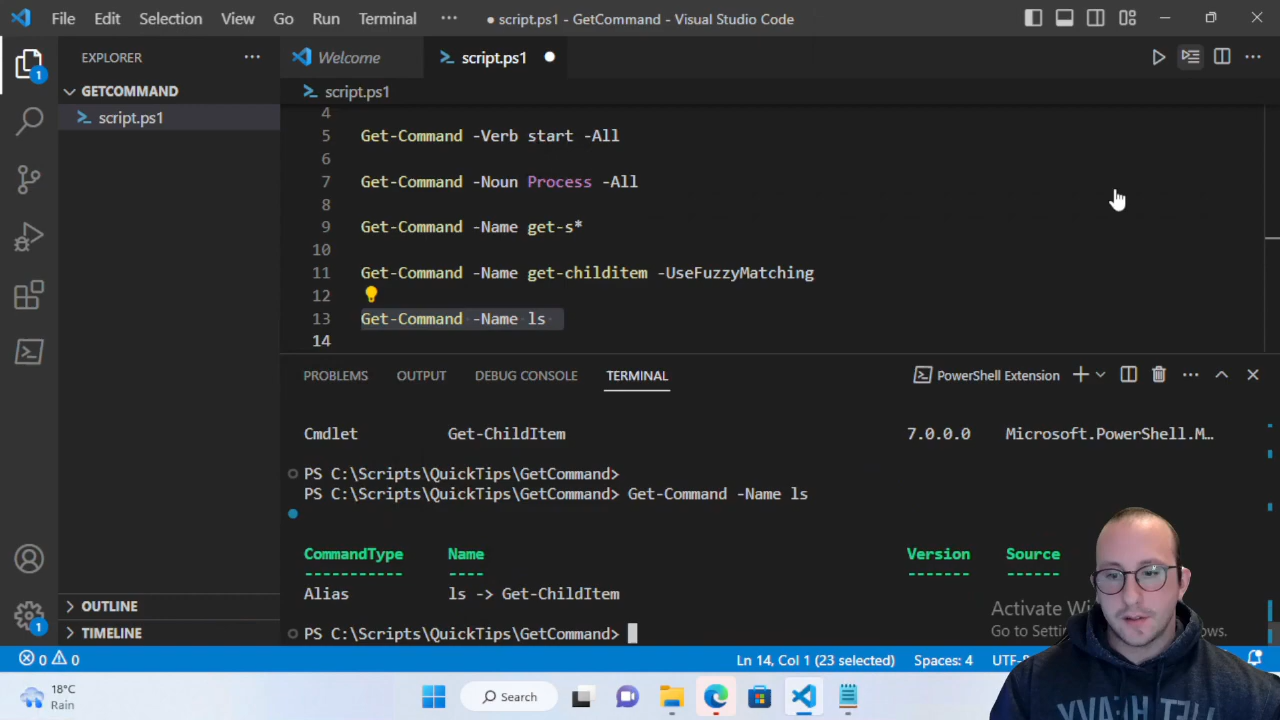 File Edit Selection View Go Run Terminal ··· ● script.ps1 - GetCommand - Visual Studio Code
EXPLORER ···
Welcome
script.ps1
GETCOMMAND
script.ps1
script.ps1
1
4
5 Get-Command -Verb start -All
6
7 Get-Command -Noun Process -All
8
9 Get-Command -Name get-s*
10
11 Get-Command -Name get-childitem -UseFuzzyMatching
12
13 Get-Command -Name ls
14
PROBLEMS OUTPUT DEBUG CONSOLE TERMINAL PowerShell Extension
Cmdlet Get-ChildItem 7.0.0.0 Microsoft.PowerShell.M…
PS C:\Scripts\QuickTips\GetCommand>
PS C:\Scripts\QuickTips\GetCommand> Get-Command -Name ls
CommandType Name Version Source
----------- ---- ------- ------
Alias ls -> Get-ChildItem
PS C:\Scripts\QuickTips\GetCommand>
Activate
Go to
OUTLINE
TIMELINE
1
0 0 Ln 14, Col 1 (23 selected) Spaces: 4
18°C
Rain
Search